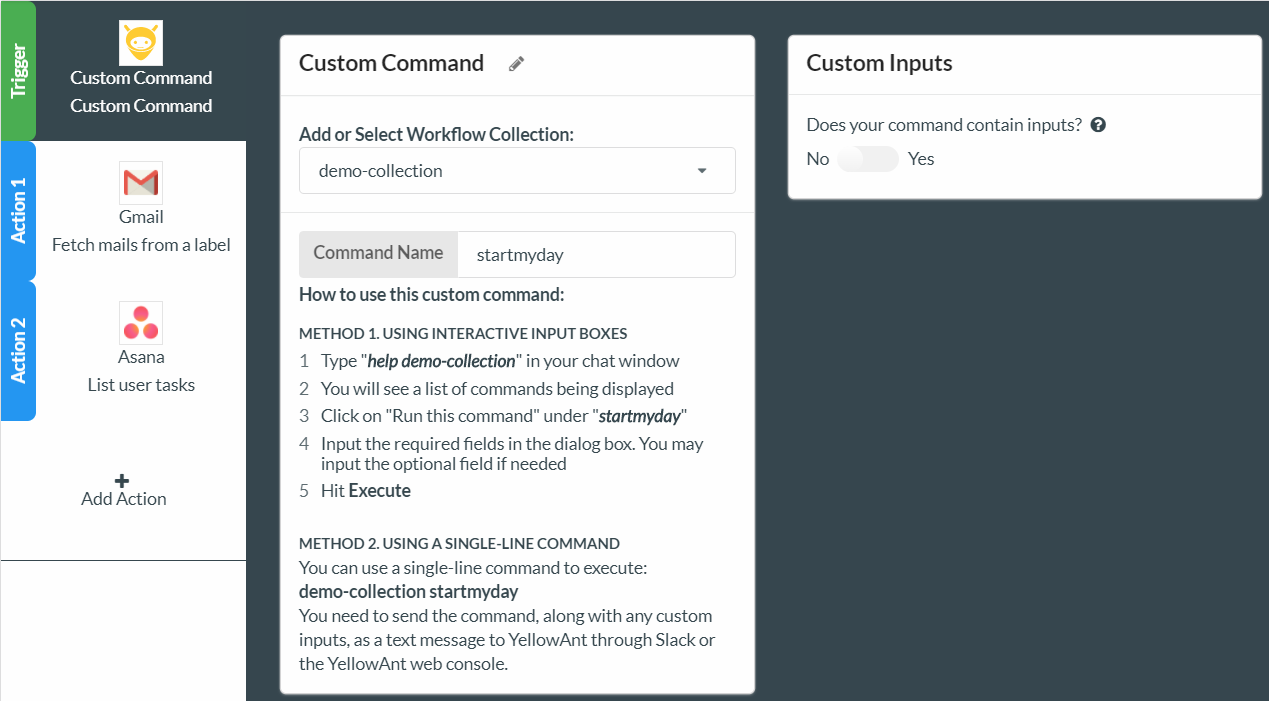 Trigger
Custom Command
Custom Command
Action 1
Gmail
Fetch mails from a label
Action 2
Asana
List user tasks
Add Action
Custom Command
Add or Select Workflow Collection:
demo-collection
Command Name
startmyday
How to use this custom command:
METHOD 1. USING INTERACTIVE INPUT BOXES
1 Type "help demo-collection" in your chat window
2 You will see a list of commands being displayed
3 Click on "Run this command" under "startmyday"
4 Input the required fields in the dialog box. You may
input the optional field if needed
5 Hit Execute
METHOD 2. USING A SINGLE-LINE COMMAND
You can use a single-line command to execute:
demo-collection startmyday
You need to send the command, along with any custom
inputs, as a text message to YellowAnt through Slack or
the YellowAnt web console.
Custom Inputs
Does your command contain inputs? ?
No Yes